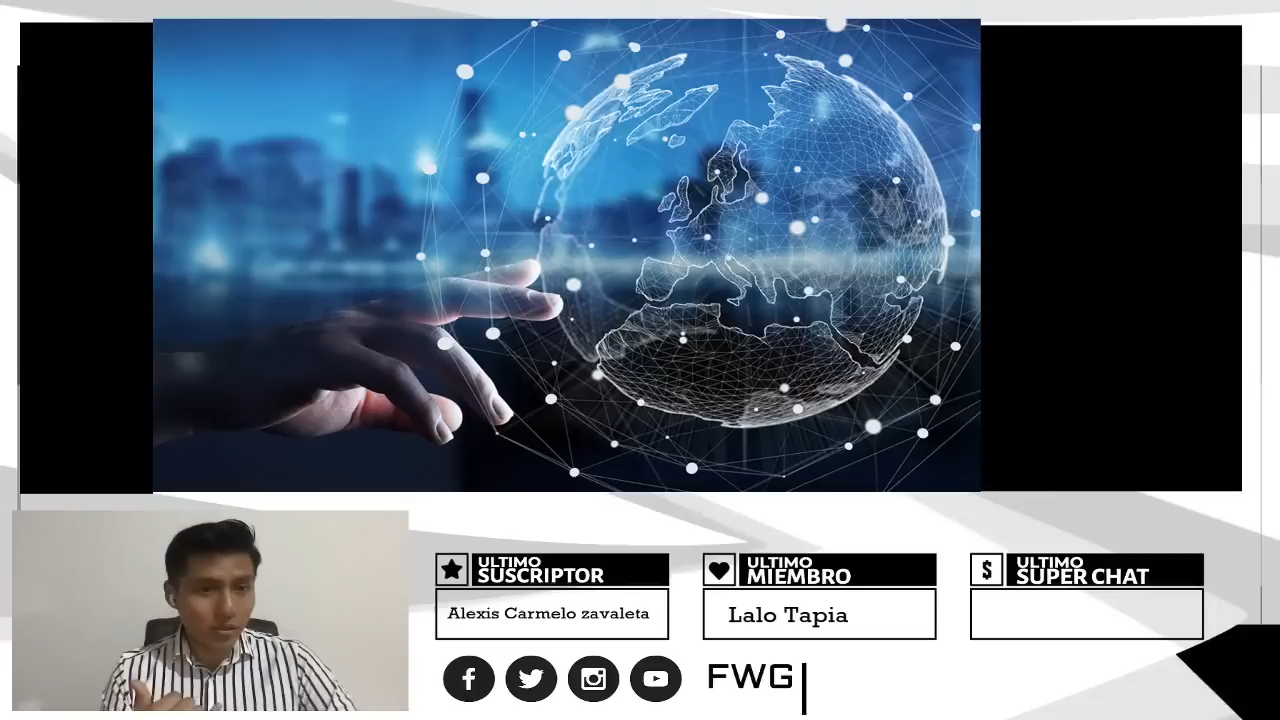 ULTIMO
SUSCRIPTOR
Alexis Carmelo zavaleta
ULTIMO
MIEMBRO
Lalo Tapia
$ ULTIMO
SUPER CHAT
FWG